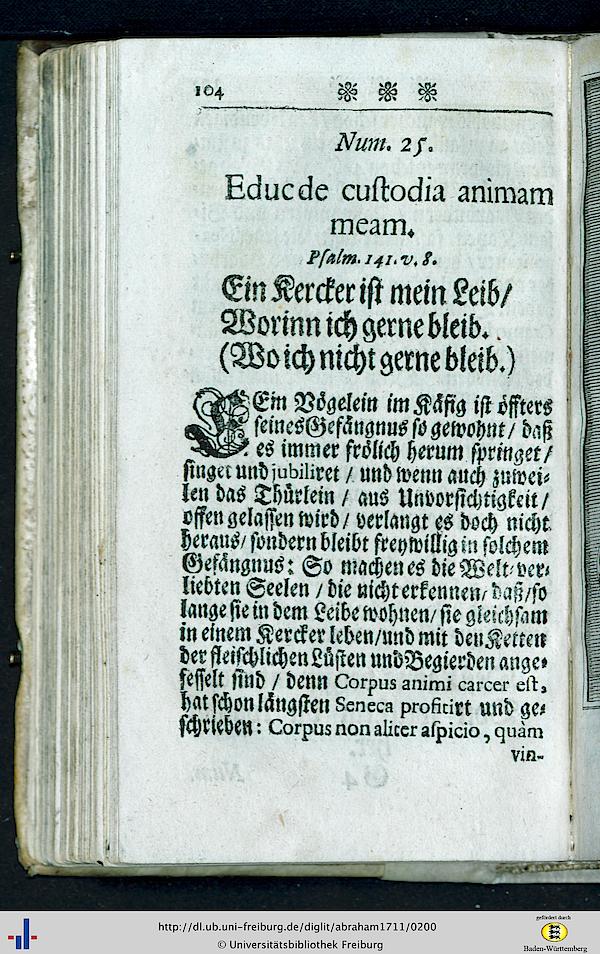 104
Num. 25.
Educ de custodia animam
meam.
Psalm. 141. v. 8.
Ein Kercker ist mein Leib/
Worinn ich gerne bleib.
(Wo ich nicht gerne bleib.)
Ein Vögelein im Käfig ist öffters
seines Gefängnus so gewohnt / daß
es immer frölich herum springet /
singet und jubiliret / und wenn auch zuwei-
len das Thürlein / aus Unvorsichtigkeit /
offen gelassen wird / verlangt es doch nicht
heraus / sondern bleibt freywillig in solchem
Gefängnus: So machen es die Welt-ver-
liebten Seelen / die nicht erkennen / daß / so
lange sie in dem Leibe wohnen / sie gleichsam
in einem Kercker leben / und mit den Ketten
der fleischlichen Lüsten und Begierden ange-
fesselt sind / denn Corpus animi carcer est,
hat schon längsten Seneca profitirt und ge-
schrieben: Corpus non aliter aspicio, quàm
vin-
http://dl.ub.uni-freiburg.de/diglit/abraham1711/0200
© Universitätsbibliothek Freiburg
gefördert durch
Baden-Württemberg